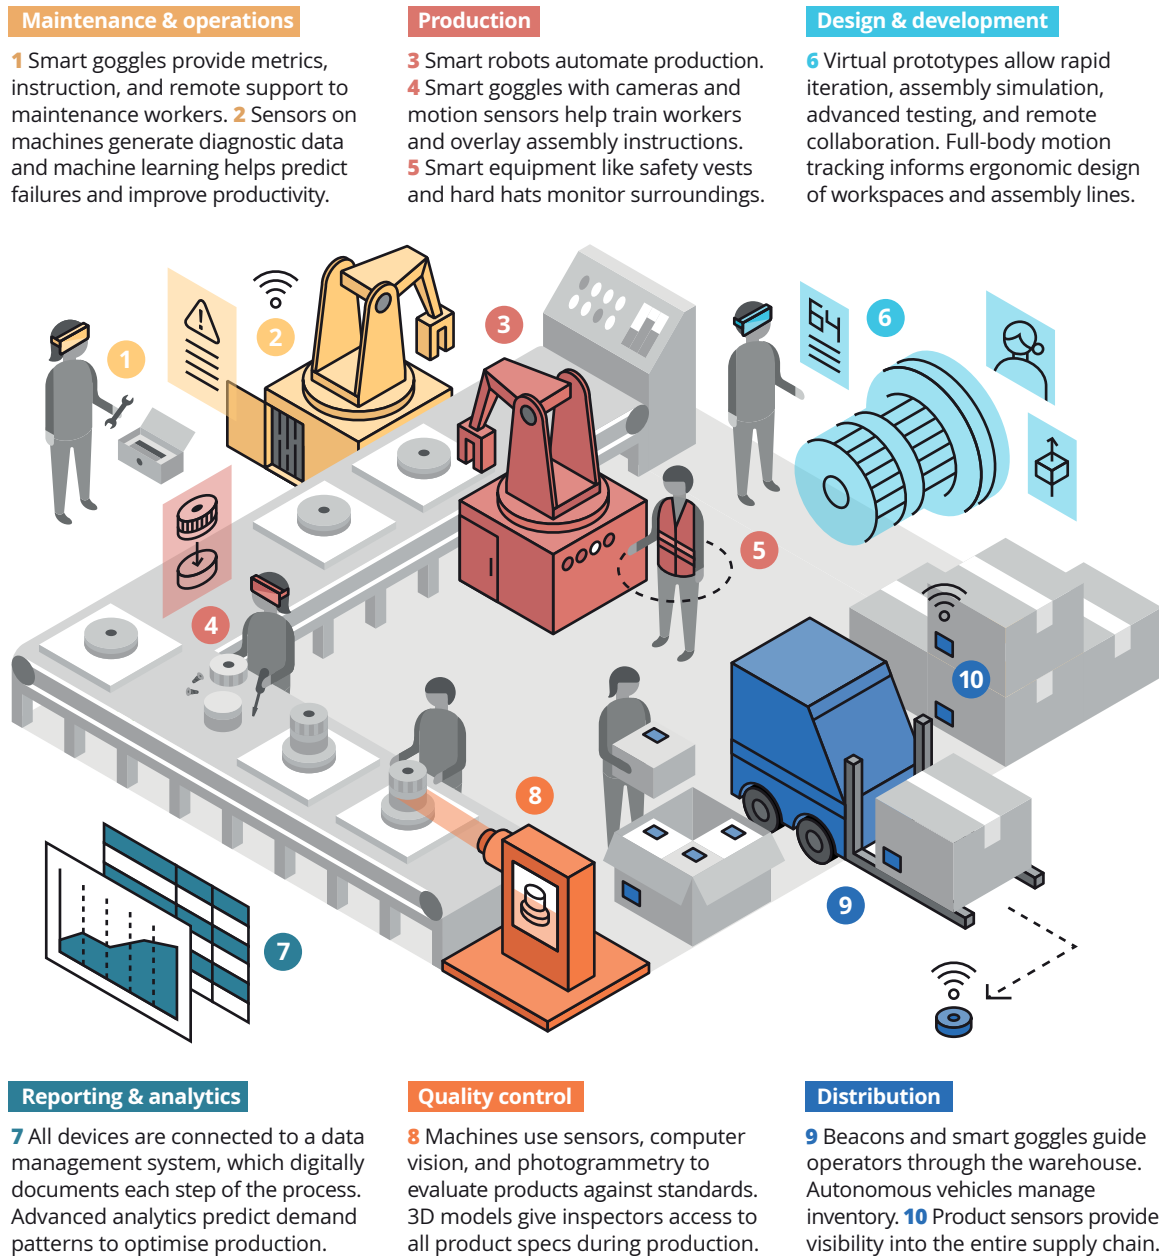 Maintenance & operations
1 Smart goggles provide metrics,
instruction, and remote support to
maintenance workers. 2 Sensors on
machines generate diagnostic data
and machine learning helps predict
failures and improve productivity.
Production
3 Smart robots automate production.
4 Smart goggles with cameras and
motion sensors help train workers
and overlay assembly instructions.
5 Smart equipment like safety vests
and hard hats monitor surroundings.
Design & development
6 Virtual prototypes allow rapid
iteration, assembly simulation,
advanced testing, and remote
collaboration. Full-body motion
tracking informs ergonomic design
of workspaces and assembly lines.
1
2
3
64
6
4
5
10
8
9
7
Reporting & analytics
7 All devices are connected to a data
management system, which digitally
documents each step of the process.
Advanced analytics predict demand
patterns to optimise production.
Quality control
8 Machines use sensors, computer
vision, and photogrammetry to
evaluate products against standards.
3D models give inspectors access to
all product specs during production.
Distribution
9 Beacons and smart goggles guide
operators through the warehouse.
Autonomous vehicles manage
inventory. 10 Product sensors provide
visibility into the entire supply chain.